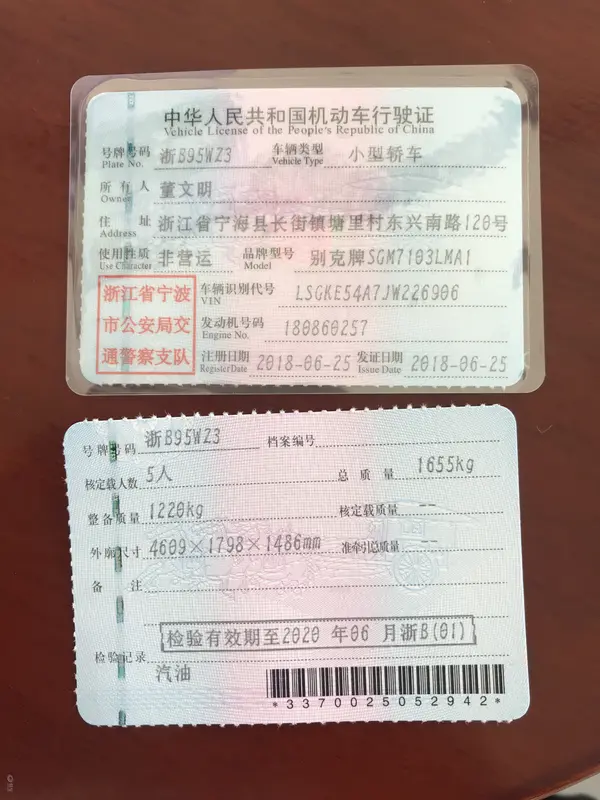 中华人民共和国机动车行驶证
Vehicle License of the People's Republic of China
号牌号码 浙B95WZ3 车辆类型 小型轿车
Plate No. Vehicle Type
所有人 董文明
Owner
住址 浙江省宁海县长街镇塘里村东兴南路120号
Address
使用性质 非营运 品牌型号 别克牌SGM7103LMA1
Use Character Model
浙江省宁波
市公安局交
通警察支队
车辆识别代号 LSGKE54A7JW226906
VIN
发动机号码 180860257
Engine No.
注册日期 2018-06-25 发证日期 2018-06-25
Register Date Issue Date
号牌号码 浙B95WZ3 档案编号
核定载人数 5人 总质量 1655kg
整备质量 1220kg 核定载质量 --
外廓尺寸 4609×1798×1486mm 准牵引总质量 --
备注
检验有效期至2020 年06 月浙B(01)
检验记录
汽油
*3370025052942*